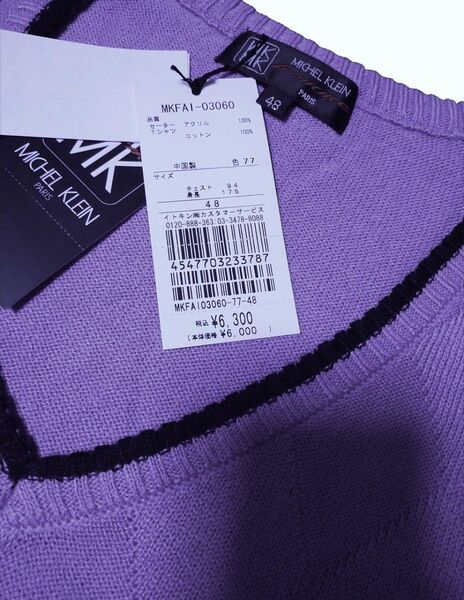 MK
MK
MICHEL KLEIN
PARIS
48
MK
MICHEL KLEIN
PARIS
MKFAI-03060
品質
セーター アクリル 100%
Tシャツ コットン 100%
中国製 色 77
サイズ
チェスト 94
身長 175
48
イトキン㈱カスタマーサービス
0120-888-363:03-3478-8088
4547703233787
MKFAI03060-77-48
税込 ¥6,300
(本体価格 ¥6,000)